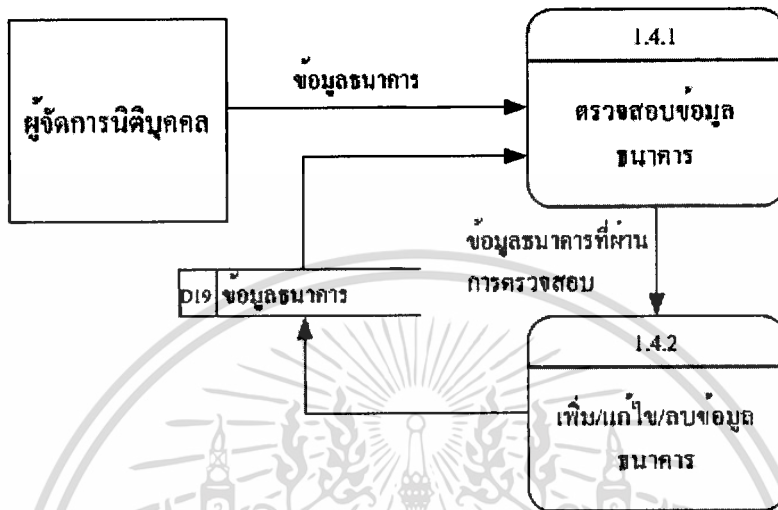 1.4.1
ข้อมูลธนาคาร
ผู้จัดการนิติบุคคล
ตรวจสอบข้อมูล
ธนาคาร
ข้อมูลธนาคารที่ผ่าน
การตรวจสอบ
D19 ข้อมูลธนาคาร
1.4.2
เพิ่ม/แก้ไข/ลบข้อมูล
ธนาคาร